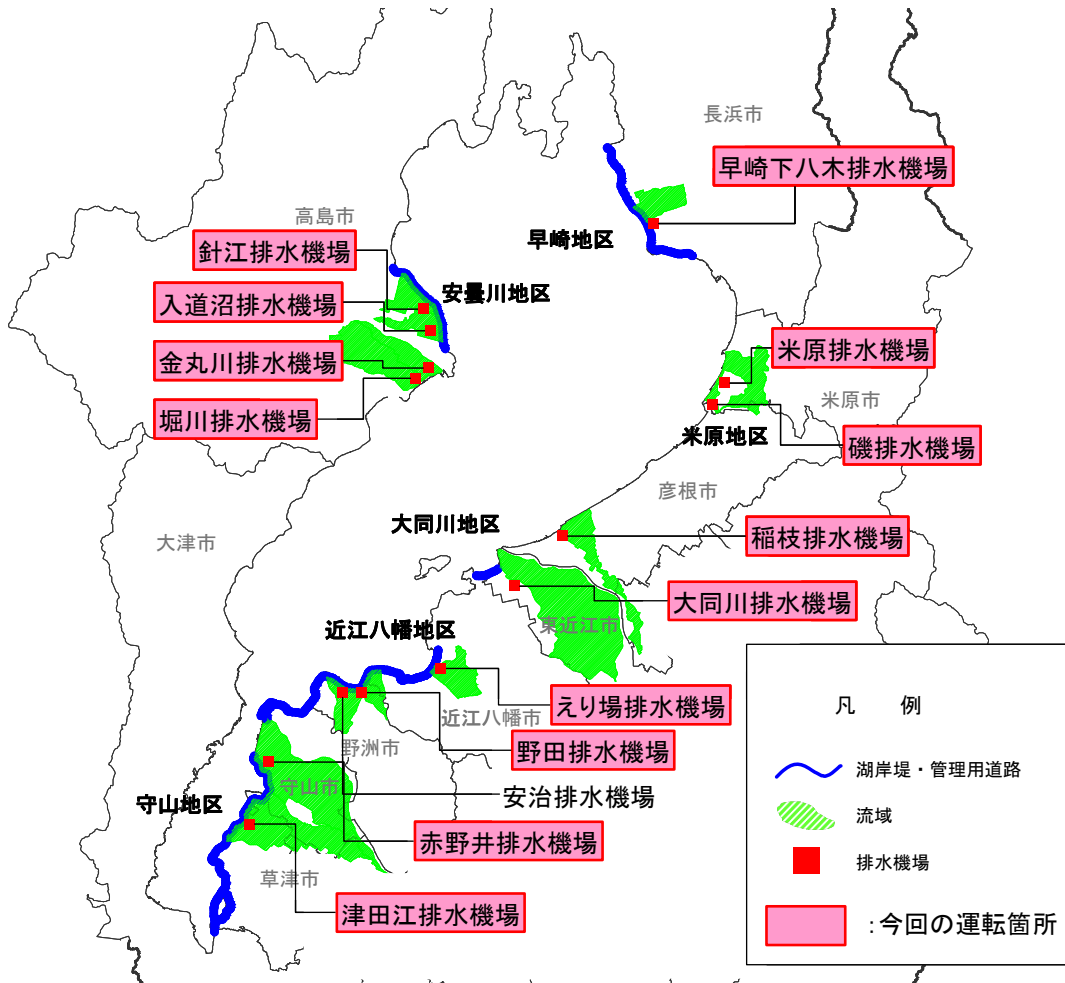 長浜市
早崎下八木排水機場
高島市
針江排水機場
早崎地区
入道沼排水機場
安曇川地区
金丸川排水機場
米原排水機場
堀川排水機場
米原市
米原地区
磯排水機場
彦根市
大同川地区
大津市
稲枝排水機場
大同川排水機場
東近江市
近江八幡地区
えり場排水機場
近江八幡市
野洲市
野田排水機場
守山市
安治排水機場
守山地区
赤野井排水機場
草津市
津田江排水機場
凡 例
湖岸堤・管理用道路
流域
排水機場
:今回の運転箇所